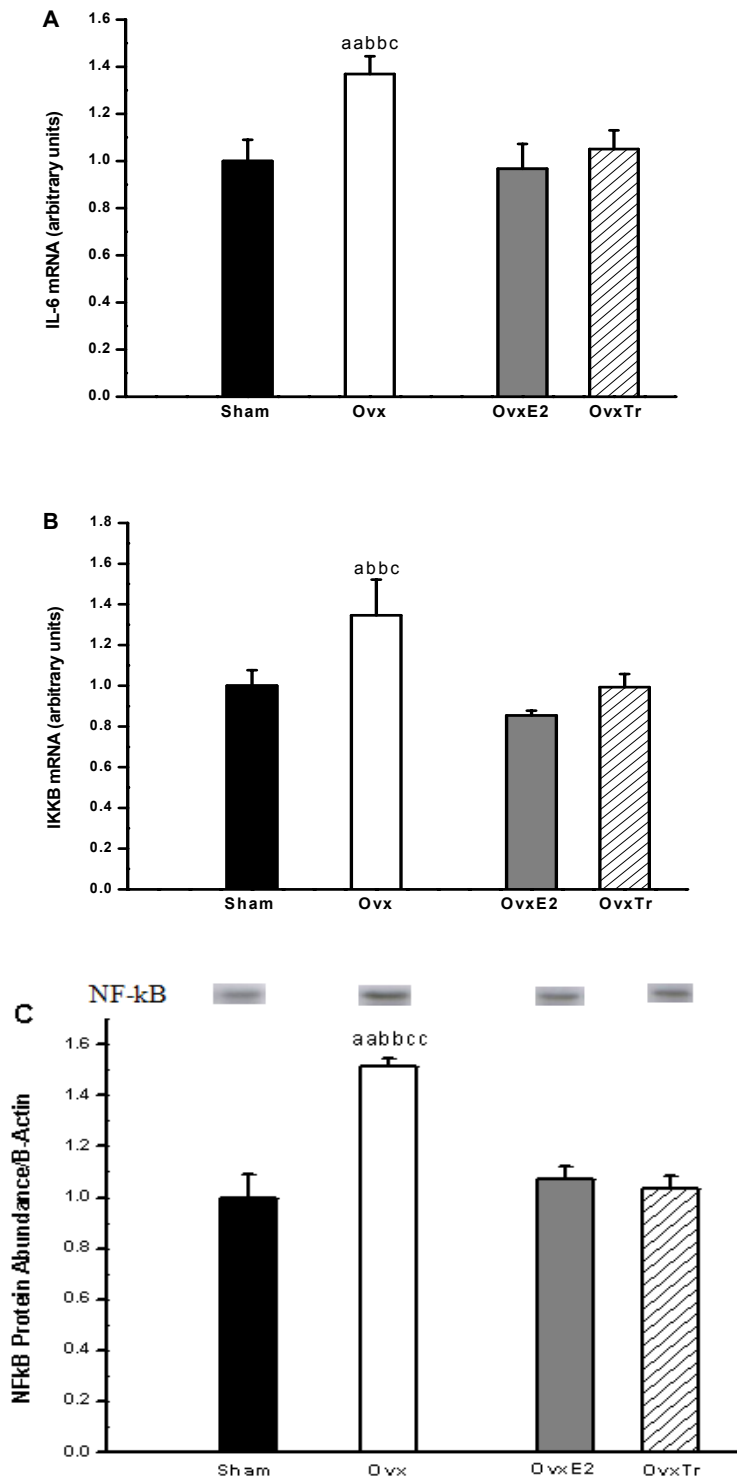 A
IL-6 mRNA (arbitrary units)
1.6
1.4
1.2
1.0
0.8
0.6
0.4
0.2
0.0
aabbc
Sham Ovx OvxE2 OvxTr
B
IKKB mRNA (arbitrary units)
1.8
1.6
1.4
1.2
1.0
0.8
0.6
0.4
0.2
0.0
abbc
Sham Ovx OvxE2 OvxTr
NF-kB
C
NFkB Protein Abundance/B-Actin
1.6
1.4
1.2
1.0
0.8
0.6
0.4
0.2
0.0
aabbcc
Sham Ovx OvxE2 OvxTr